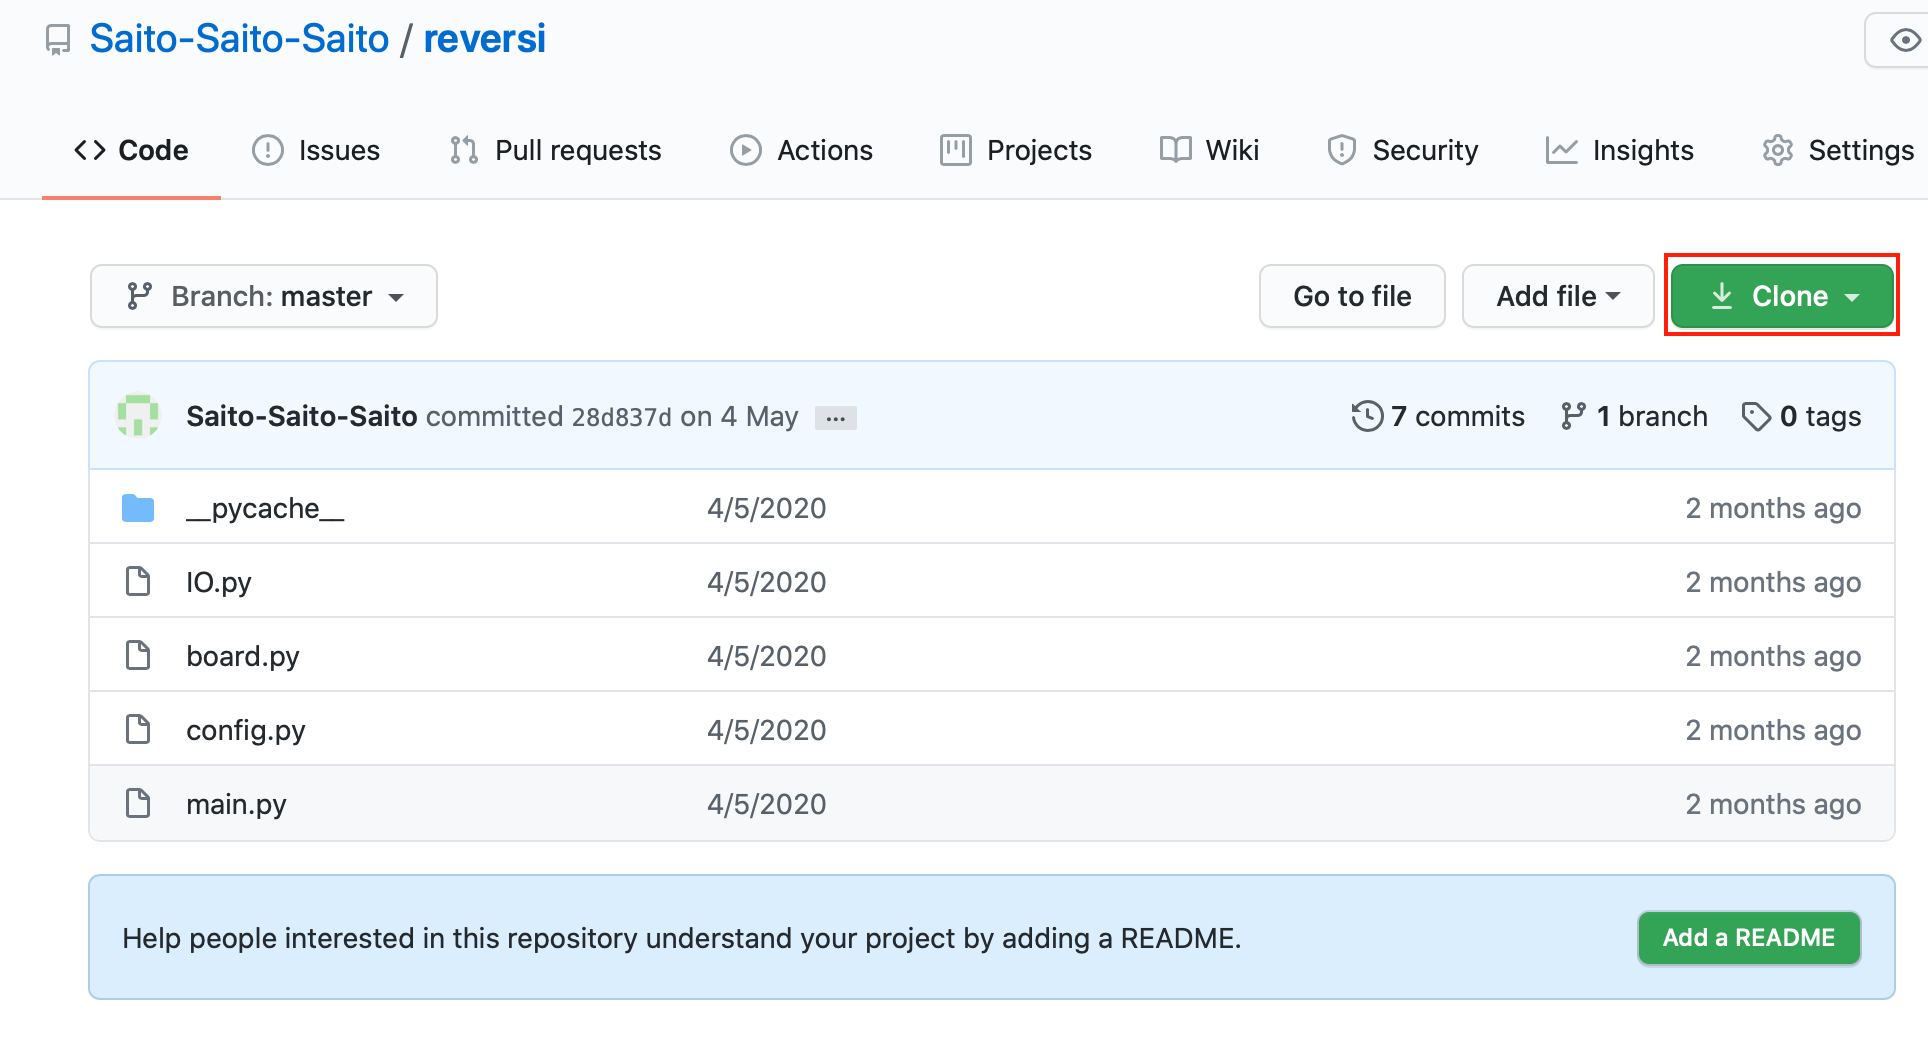 Saito-Saito-Saito / reversi
Code Issues Pull requests Actions Projects Wiki Security Insights Settings
Branch: master Go to file Add file Clone
Saito-Saito-Saito committed 28d837d on 4 May ... 7 commits 1 branch 0 tags
__pycache__ 4/5/2020 2 months ago
IO.py 4/5/2020 2 months ago
board.py 4/5/2020 2 months ago
config.py 4/5/2020 2 months ago
main.py 4/5/2020 2 months ago
Help people interested in this repository understand your project by adding a README. Add a README